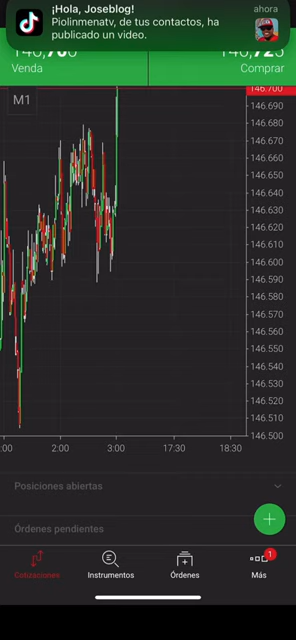 ¡Hola, Joseblog!
ahora
Piolinmenatv, de tus contactos, ha
publicado un video.
Venda
Comprar
M1
146.700
146.690
146.670
146.660
146.650
146.640
146.630
146.620
146.610
146.600
146.590
146.580
146.570
146.560
146.550
146.540
146.530
146.520
146.510
146.500
:00
2:00
3:00
17:30
18:30
Posiciones abiertas
Órdenes pendientes
1
Cotizaciones
Instrumentos
Órdenes
Más